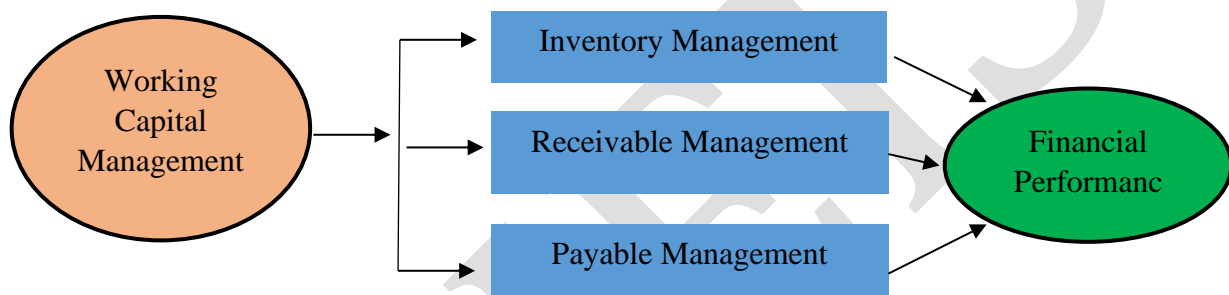 Working
Capital
Management
Inventory Management
Receivable Management
Payable Management
Financial
Performanc